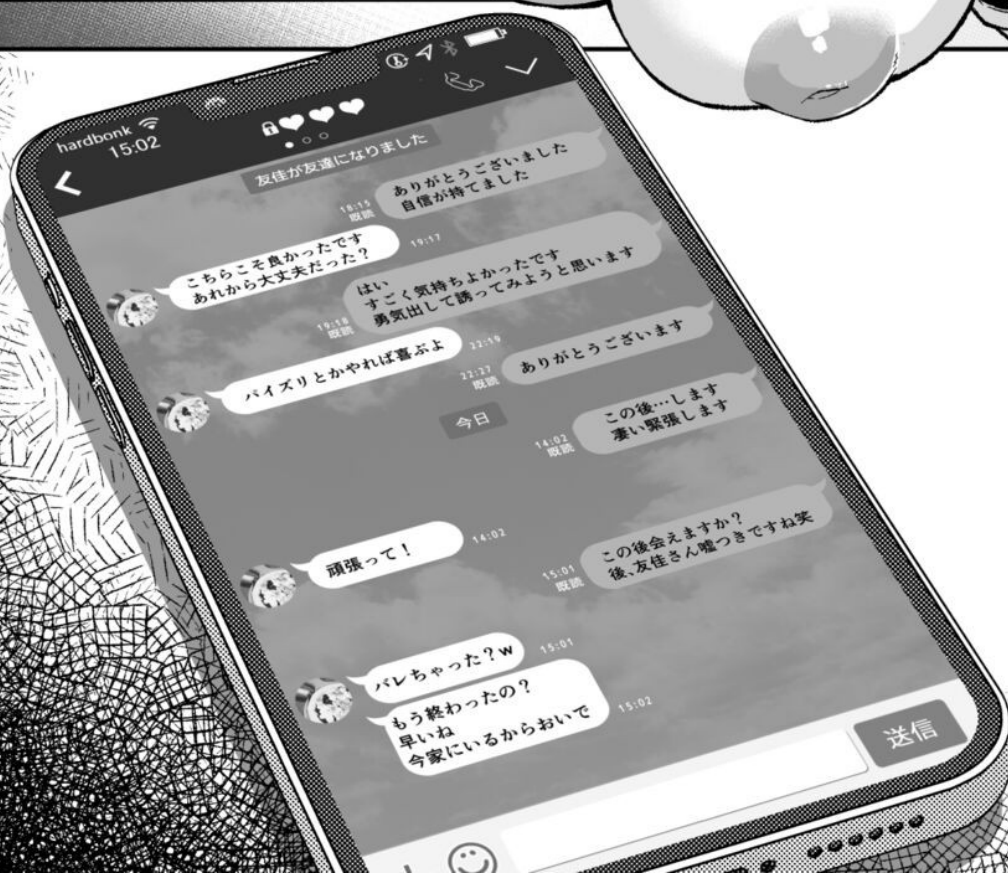 hardbonk
15:02
友佳が友達になりました
ありがとうございました
自信が持てました
18:15
既読
こちらこそ良かったです
あれから大丈夫だった？
19:17
はい
すごく気持ちよかったです
勇気出して誘ってみようと思います
19:18
既読
パイズリとかやれば喜ぶよ
22:19
ありがとうございます
22:27
既読
今日
この後…します
凄い緊張します
14:02
既読
頑張って！
14:02
この後会えますか？
後、友佳さん嘘つきですね笑
15:01
既読
バレちゃった？w
15:01
もう終わったの？
早いね
今家にいるからおいで
15:02
送信